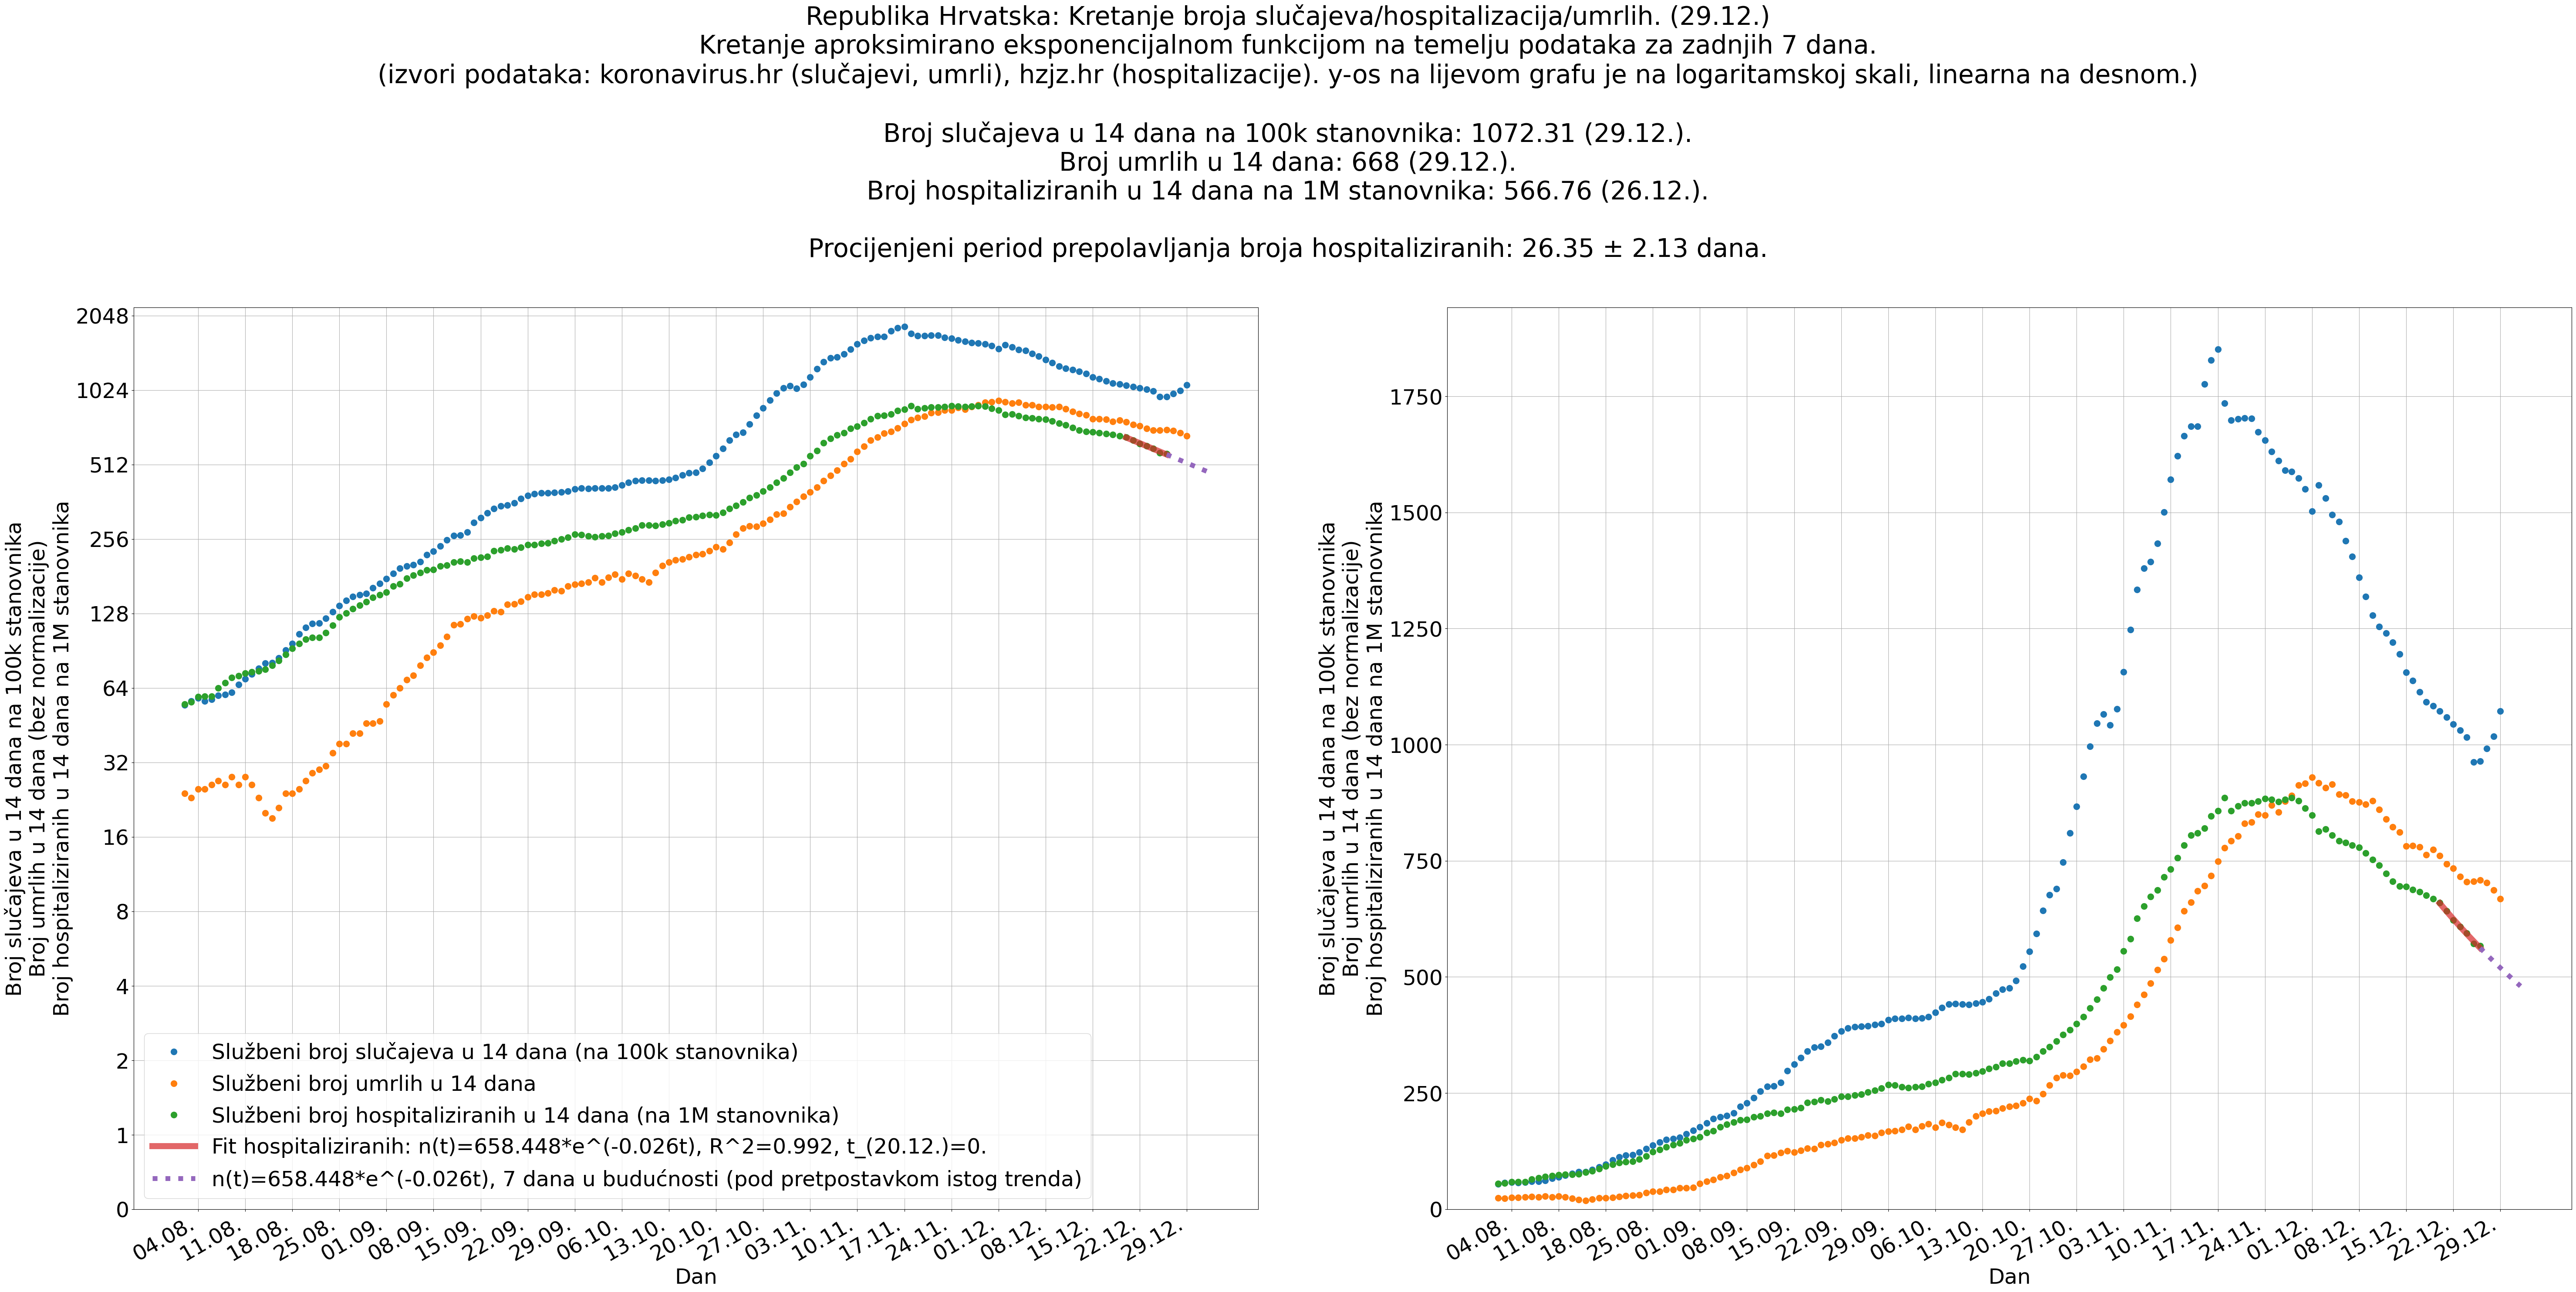 Republika Hrvatska: Kretanje broja slučajeva/hospitalizacija/umrlih. (29.12.)
Kretanje aproksimirano eksponencijalnom funkcijom na temelju podataka za zadnjih 7 dana.
(izvori podataka: koronavirus.hr (slučajevi, umrli), hzjz.hr (hospitalizacije). y-os na lijevom grafu je na logaritamskoj skali, linearna na desnom.)
Broj slučajeva u 14 dana na 100k stanovnika: 1072.31 (29.12.).
Broj umrlih u 14 dana: 668 (29.12.).
Broj hospitaliziranih u 14 dana na 1M stanovnika: 566.76 (26.12.).
Procijenjeni period prepolavljanja broja hospitaliziranih: 26.35 ± 2.13 dana.
Broj slučajeva u 14 dana na 100k stanovnika
Broj umrlih u 14 dana (bez normalizacije)
Broj hospitaliziranih u 14 dana na 1M stanovnika
2048
1024
512
256
128
64
32
16
8
4
2
1
0
Službeni broj slučajeva u 14 dana (na 100k stanovnika)
Službeni broj umrlih u 14 dana
Službeni broj hospitaliziranih u 14 dana (na 1M stanovnika)
Fit hospitaliziranih: n(t)=658.448*e^(-0.026t), R^2=0.992, t_(20.12.)=0.
n(t)=658.448*e^(-0.026t), 7 dana u budućnosti (pod pretpostavkom istog trenda)
04.08. 11.08. 18.08. 25.08. 01.09. 08.09. 15.09. 22.09. 29.09. 06.10. 13.10. 20.10. 27.10. 03.11. 10.11. 17.11. 24.11. 01.12. 08.12. 15.12. 22.12. 29.12.
Dan
Broj slučajeva u 14 dana na 100k stanovnika
Broj umrlih u 14 dana (bez normalizacije)
Broj hospitaliziranih u 14 dana na 1M stanovnika
1750
1500
1250
1000
750
500
250
0
04.08. 11.08. 18.08. 25.08. 01.09. 08.09. 15.09. 22.09. 29.09. 06.10. 13.10. 20.10. 27.10. 03.11. 10.11. 17.11. 24.11. 01.12. 08.12. 15.12. 22.12. 29.12.
Dan